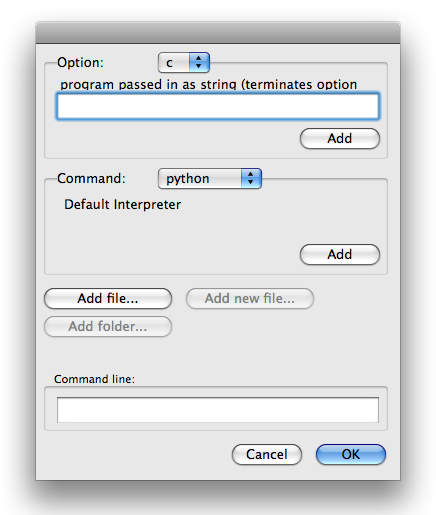 Option: c
program passed in as string (terminates option
Add
Command: python
Default Interpreter
Add
Add file... Add new file...
Add folder...
Command line:
Cancel OK